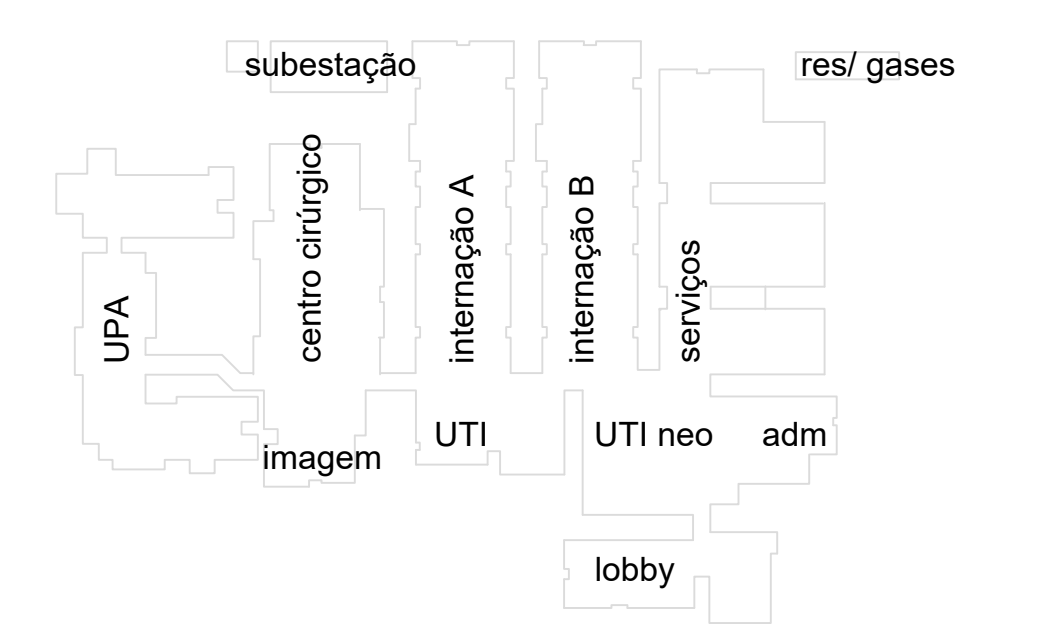 subestação
res/ gases
centro cirúrgico
internação A
internação B
serviços
UPA
UTI
UTI neo
adm
imagem
lobby